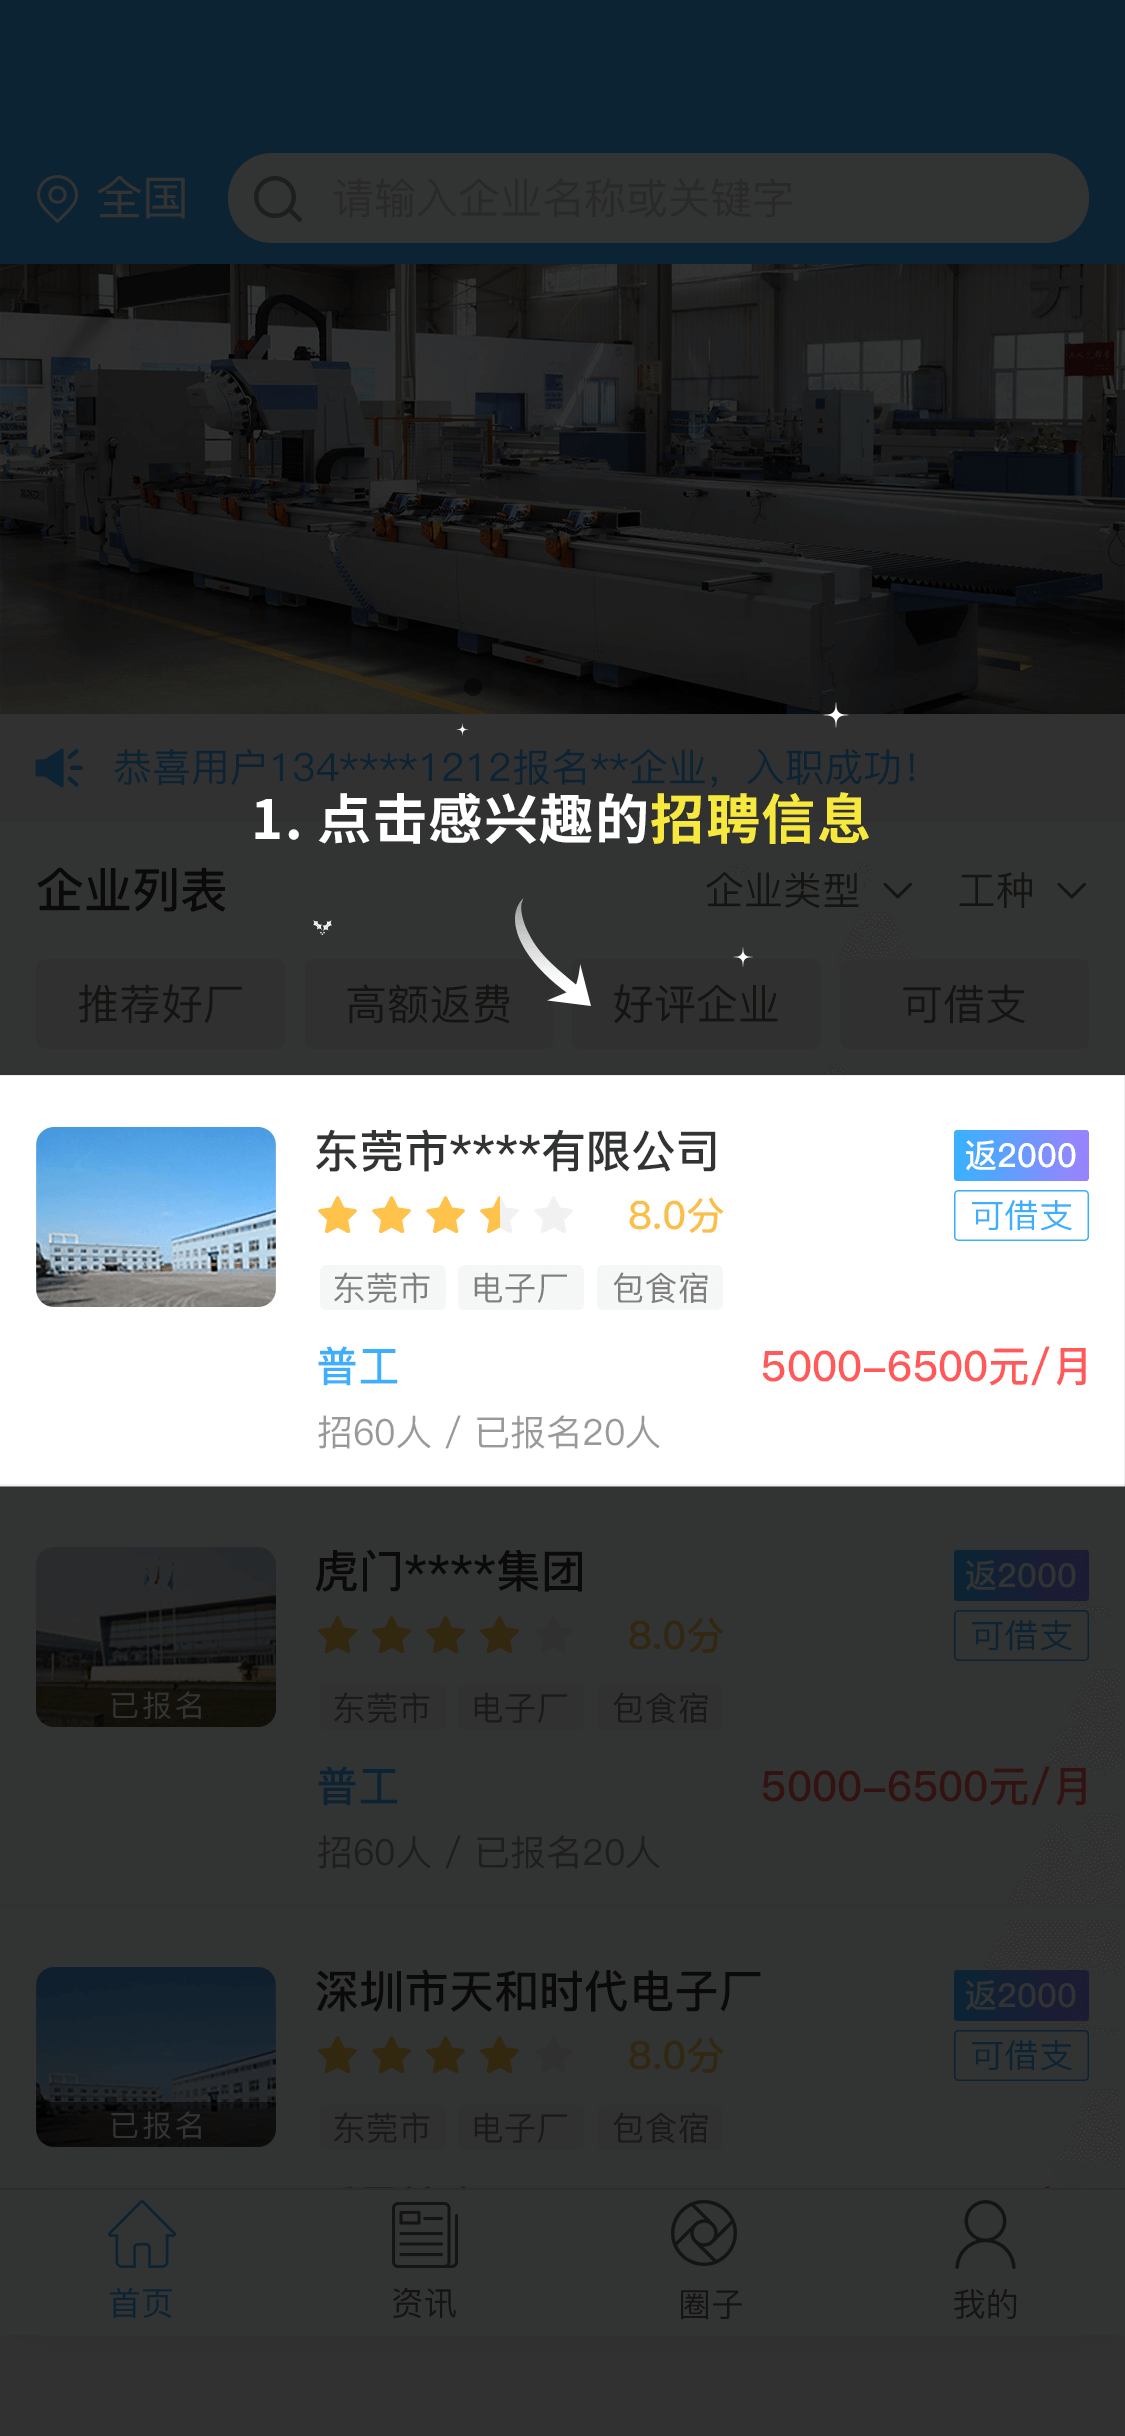 全国
请输入企业名称或关键字
恭喜用户134****1212报名**企业，入职成功！
1. 点击感兴趣的招聘信息
企业列表 企业类型 工种
推荐好厂 高额返费 好评企业 可借支
东莞市****有限公司 返2000
8.0分 可借支
东莞市 电子厂 包食宿
普工 5000-6500元/月
招60人 / 已报名20人
虎门****集团 返2000
8.0分 可借支
已报名 东莞市 电子厂 包食宿
普工 5000-6500元/月
招60人 / 已报名20人
深圳市天和时代电子厂 返2000
8.0分 可借支
已报名 东莞市 电子厂 包食宿
首页 资讯 圈子 我的